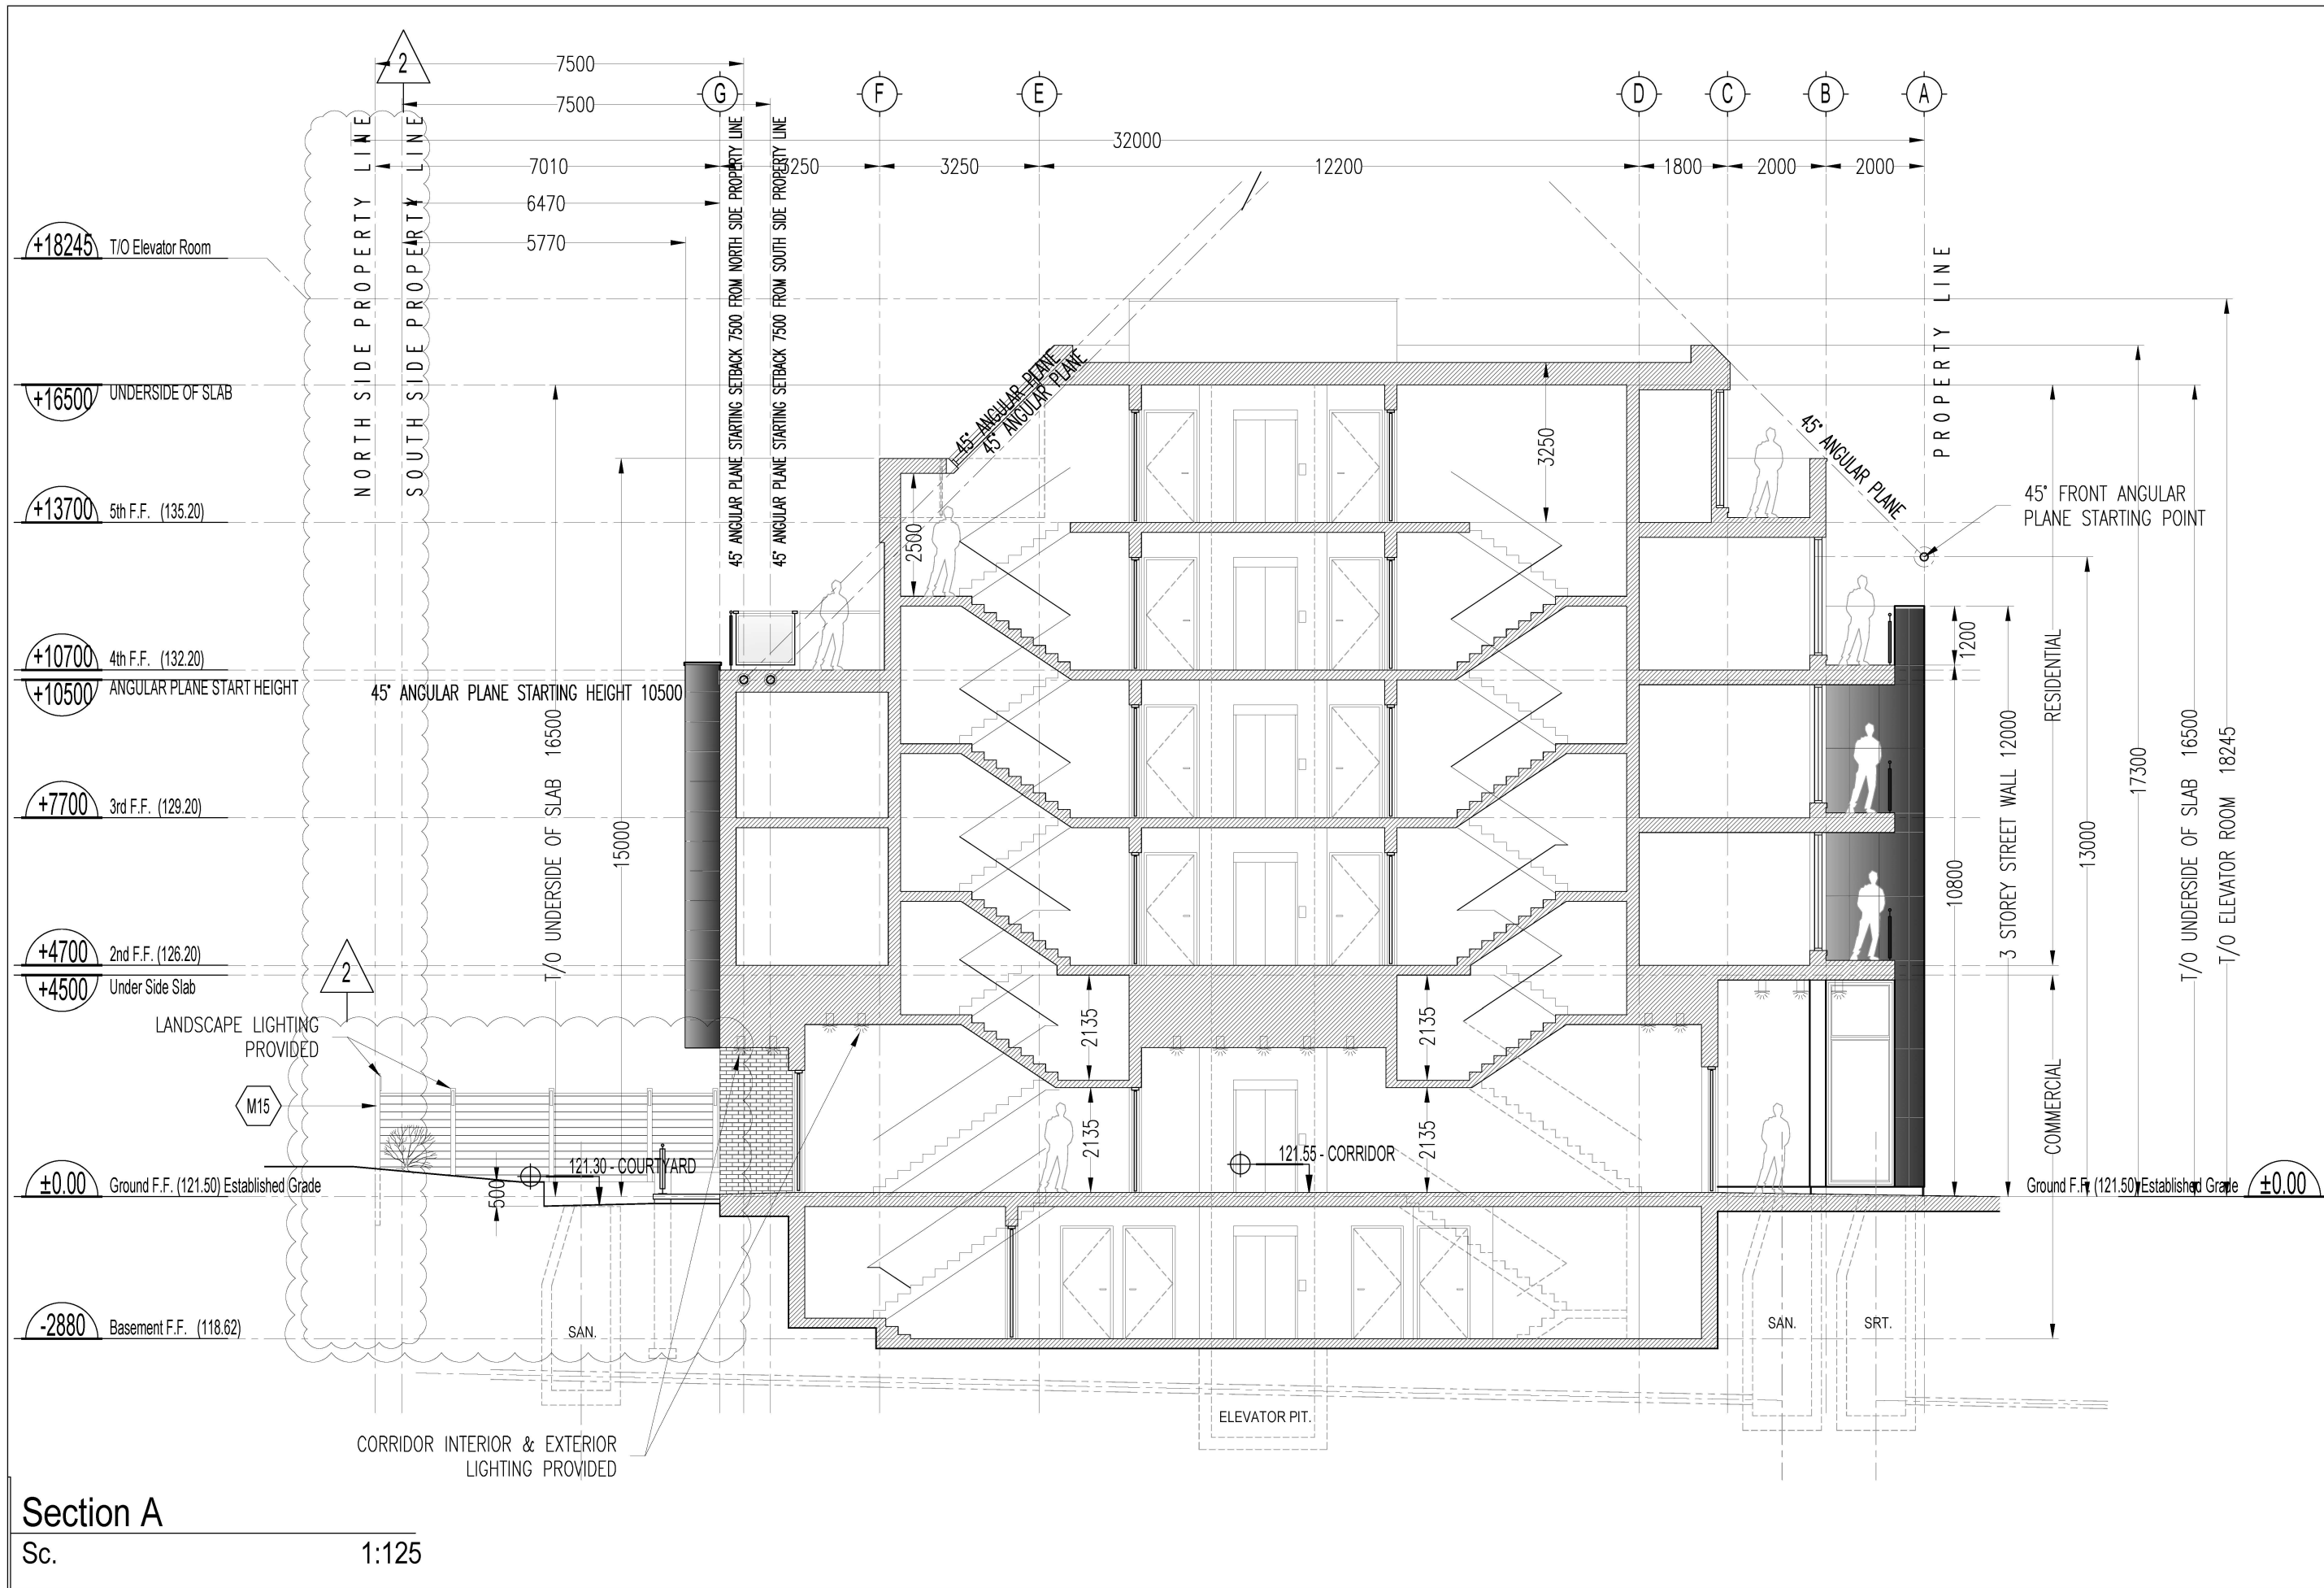 2
7500
7500
G
F
E
D
C
B
A
32000
7010
3250
3250
12200
1800
2000
2000
6470
5770
NORTH SIDE PROPERTY LINE
SOUTH SIDE PROPERTY LINE
45° ANGULAR PLANE STARTING SETBACK 7500 FROM NORTH SIDE PROPERTY LINE
45° ANGULAR PLANE STARTING SETBACK 7500 FROM SOUTH SIDE PROPERTY LINE
PROPERTY LINE
+18245 T/O Elevator Room
+16500 UNDERSIDE OF SLAB
+13700 5th F.F. (135.20)
+10700 4th F.F. (132.20)
+10500 ANGULAR PLANE START HEIGHT
+7700 3rd F.F. (129.20)
+4700 2nd F.F. (126.20)
+4500 Under Side Slab
±0.00 Ground F.F. (121.50) Established Grade
-2880 Basement F.F. (118.62)
45° ANGULAR PLANE
45° ANGULAR PLANE
45° ANGULAR PLANE
45° FRONT ANGULAR
PLANE STARTING POINT
45° ANGULAR PLANE STARTING HEIGHT 10500
T/O UNDERSIDE OF SLAB 16500
15000
2500
3250
1200
10800
3 STOREY STREET WALL 12000
RESIDENTIAL
COMMERCIAL
13000
17300
T/O UNDERSIDE OF SLAB 16500
T/O ELEVATOR ROOM 18245
2
LANDSCAPE LIGHTING
PROVIDED
M15
2135
2135
2135
2135
121.30 - COURTYARD
121.55 - CORRIDOR
500
Ground F.F. (121.50) Established Grade ±0.00
SAN.
SAN.
SRT.
ELEVATOR PIT.
CORRIDOR INTERIOR & EXTERIOR
LIGHTING PROVIDED
Section A
Sc. 1:125